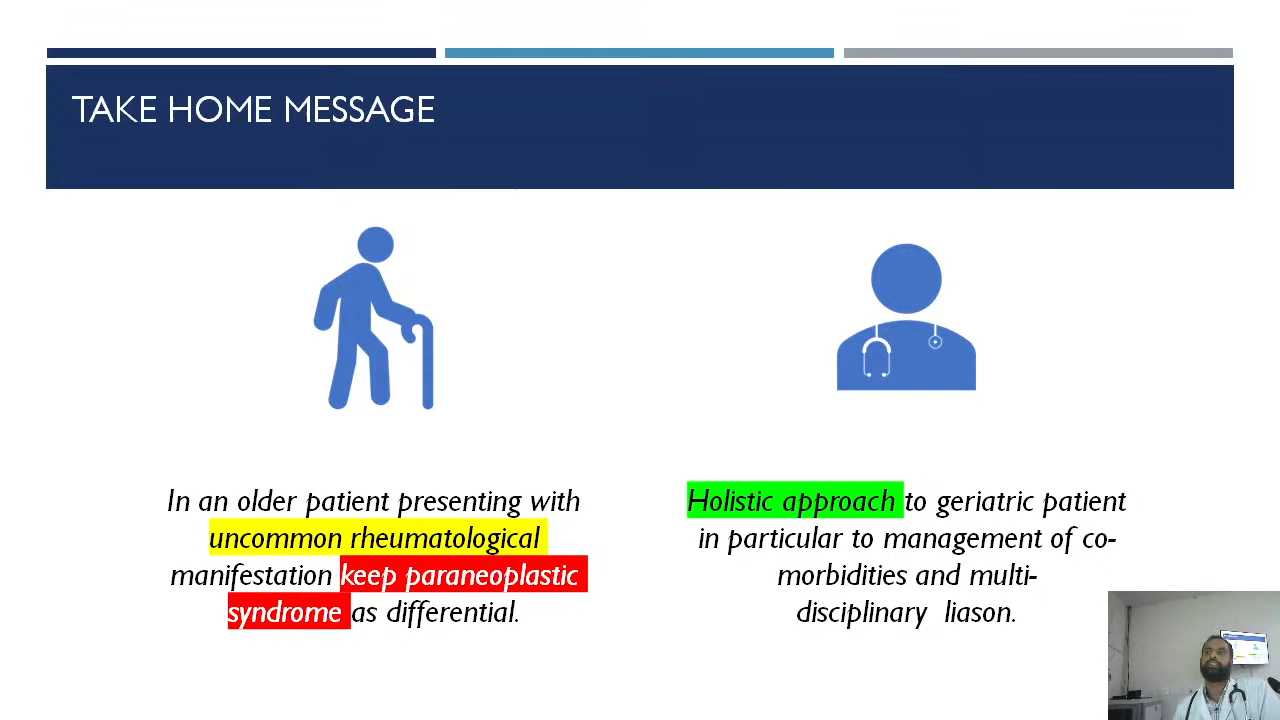 TAKE HOME MESSAGE
In an older patient presenting with
uncommon rheumatological
manifestation keep paraneoplastic
syndrome as differential.
Holistic approach to geriatric patient
in particular to management of co-
morbidities and multi-
disciplinary liason.